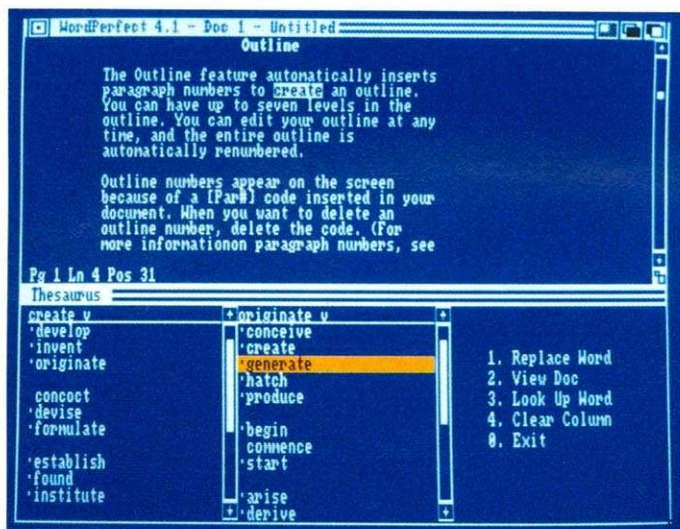 WordPerfect 4.1 - Doc 1 - Untitled
Outline
The Outline feature automatically inserts
paragraph numbers to create an outline.
You can have up to seven levels in the
outline. You can edit your outline at any
time, and the entire outline is
automatically renumbered.
Outline numbers appear on the screen
because of a [Par#] code inserted in your
document. When you want to delete an
outline number, delete the code. (For
more informationon paragraph numbers, see
Pg 1 Ln 4 Pos 31
Thesaurus
create v
·develop
·invent
·originate
concoct
·devise
·formulate
·establish
·found
·institute
originate v
·conceive
·create
·generate
·hatch
·produce
·begin
commence
·start
·arise
·derive
1. Replace Word
2. View Doc
3. Look Up Word
4. Clear Column
0. Exit